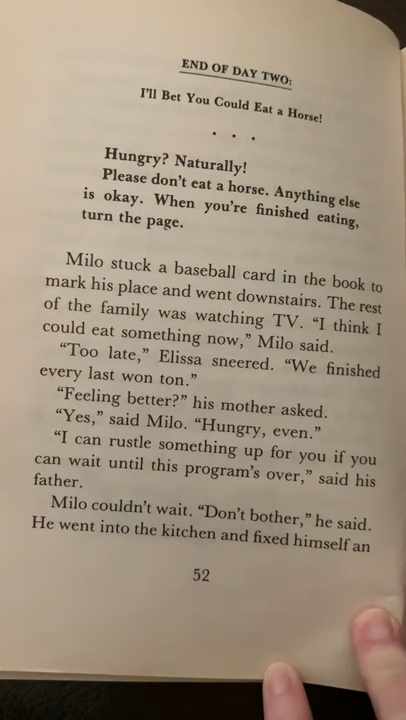 END OF DAY TWO:
I'll Bet You Could Eat a Horse!
. . .
Hungry? Naturally!
Please don't eat a horse. Anything else
is okay. When you're finished eating,
turn the page.
Milo stuck a baseball card in the book to
mark his place and went downstairs. The rest
of the family was watching TV. “I think I
could eat something now,” Milo said.
“Too late,” Elissa sneered. “We finished
every last won ton.”
“Feeling better?” his mother asked.
“Yes,” said Milo. “Hungry, even.”
“I can rustle something up for you if you
can wait until this program's over,” said his
father.
Milo couldn't wait. “Don't bother,” he said.
He went into the kitchen and fixed himself an
52